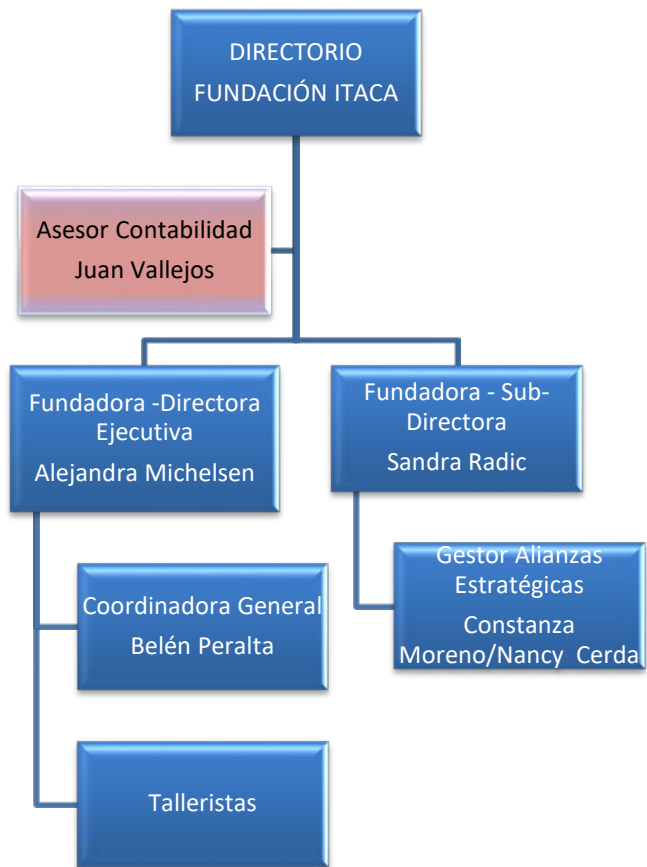 DIRECTORIO
FUNDACIÓN ITACA
Asesor Contabilidad
Juan Vallejos
Fundadora -Directora
Ejecutiva
Alejandra Michelsen
Fundadora - Sub-
Directora
Sandra Radic
Coordinadora General
Belén Peralta
Gestor Alianzas
Estratégicas
Constanza
Moreno/Nancy Cerda
Talleristas